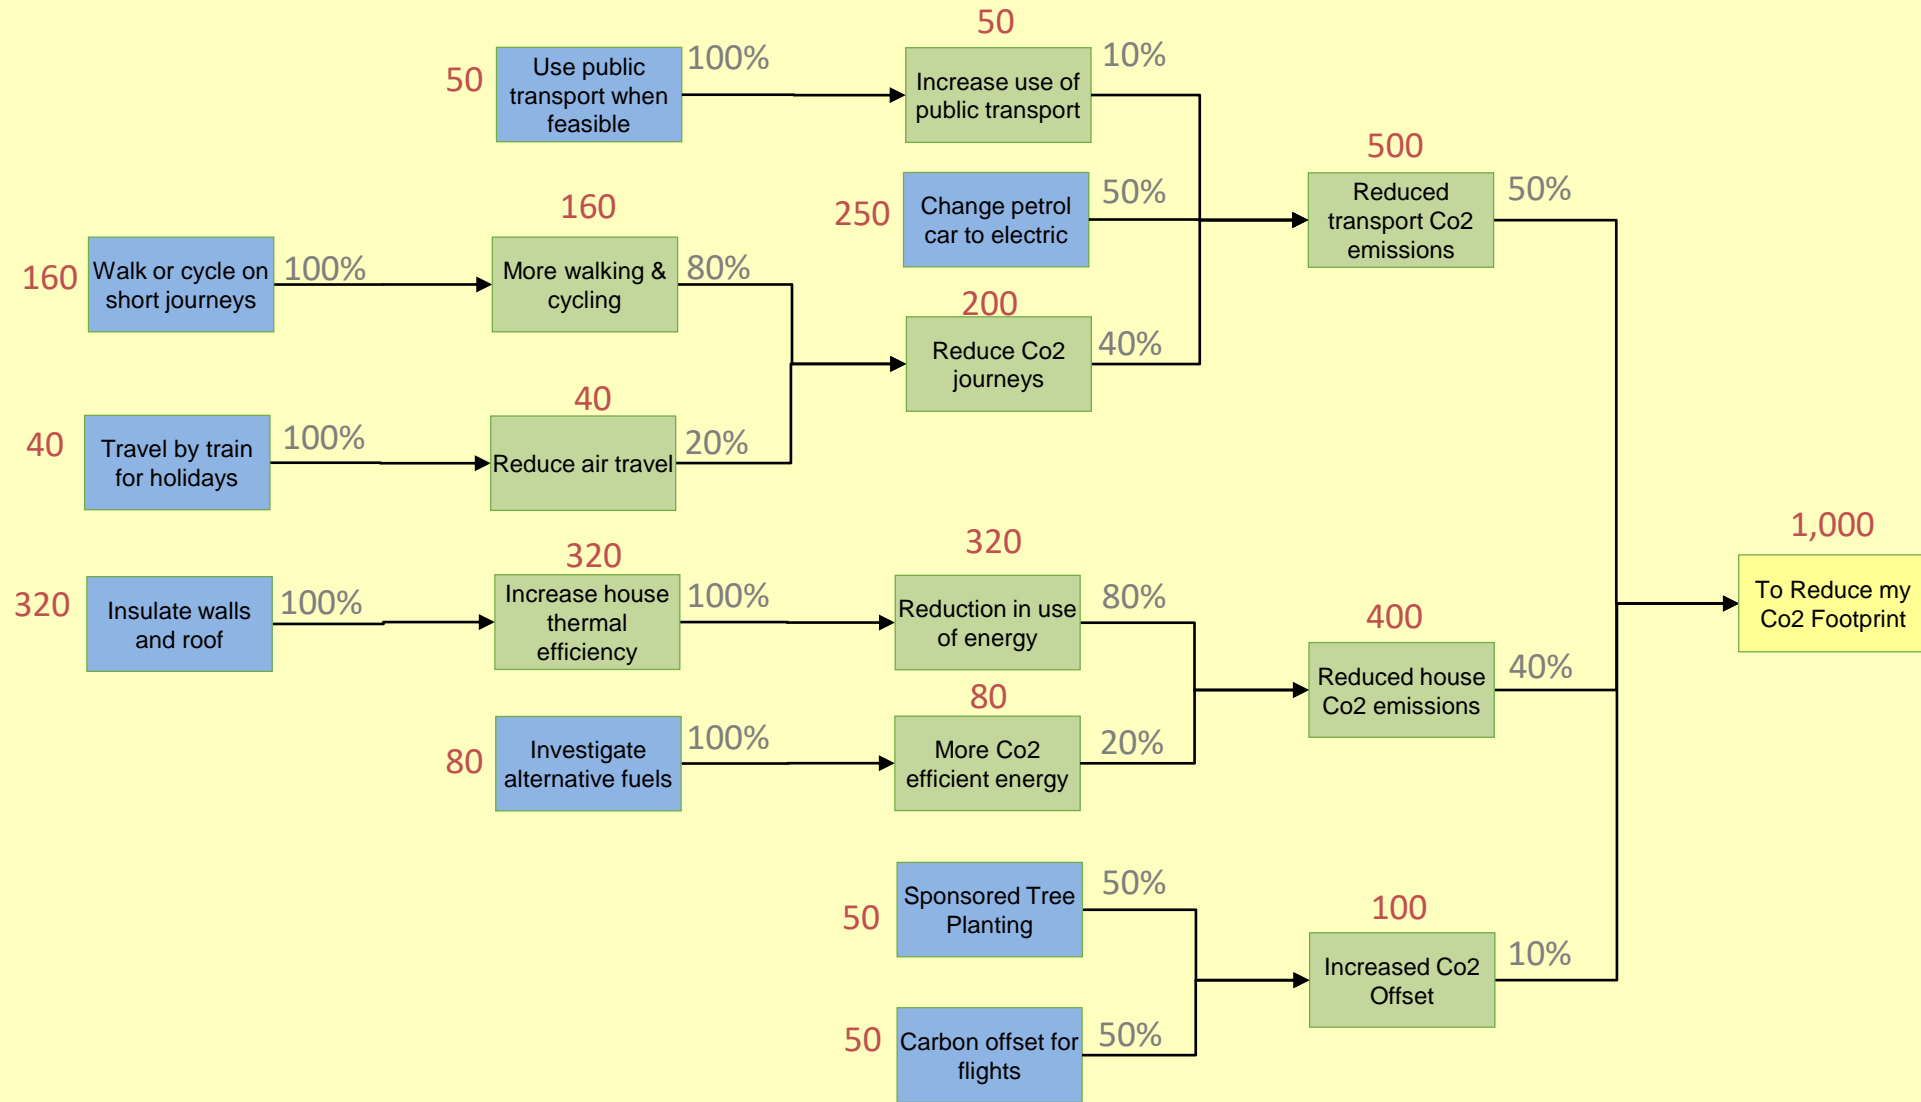 50
50
Use public
transport when
feasible
100%
Increase use of
public transport
10%
500
250
Change petrol
car to electric
50%
Reduced
transport Co2
emissions
50%
160
160
Walk or cycle on
short journeys
100%
More walking &
cycling
80%
200
Reduce Co2
journeys
40%
40
40
Travel by train
for holidays
100%
Reduce air travel
20%
1,000
To Reduce my
Co2 Footprint
320
320
320
Insulate walls
and roof
100%
Increase house
thermal
efficiency
100%
Reduction in use
of energy
80%
400
Reduced house
Co2 emissions
40%
80
80
Investigate
alternative fuels
100%
More Co2
efficient energy
20%
50
Sponsored Tree
Planting
50%
100
Increased Co2
Offset
10%
50
Carbon offset for
flights
50%